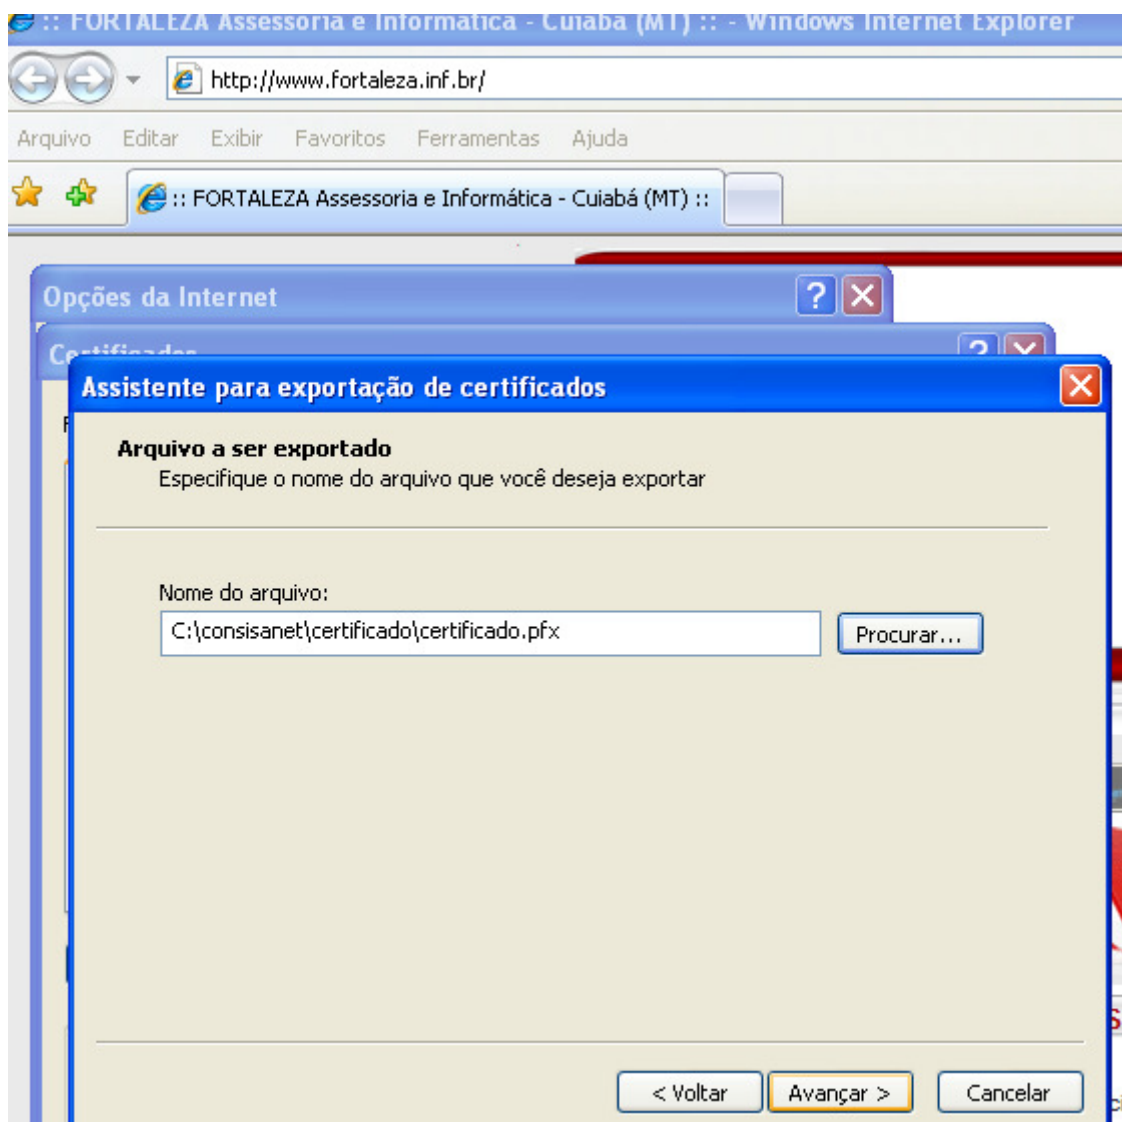 :: FORTALEZA Assessoria e Informática - Cuiabá (MT) :: - Windows Internet Explorer
http://www.fortaleza.inf.br/
Arquivo Editar Exibir Favoritos Ferramentas Ajuda
:: FORTALEZA Assessoria e Informática - Cuiabá (MT) ::
Opções da Internet
Certificados
Assistente para exportação de certificados
Arquivo a ser exportado
Especifique o nome do arquivo que você deseja exportar
Nome do arquivo:
C:\consisanet\certificado\certificado.pfx
Procurar...
< Voltar
Avançar >
Cancelar